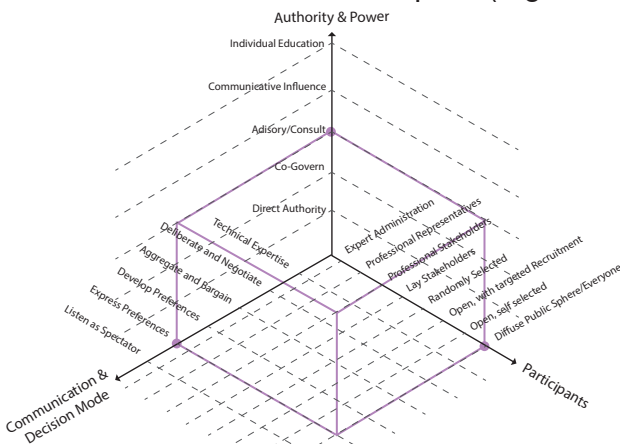 Authority & Power
Individual Education
Communicative Influence
Adisory/Consult
Co-Govern
Direct Authority
Technical Expertise
Deliberate and Negotiate
Aggregate and Bargain
Develop Preferences
Express Preferences
Listen as Spectator
Expert Administration
Professional Representatives
Professional Stakeholders
Lay Stakeholders
Randomly Selected
Open, with targeted Recruitment
Open, self selected
Diffuse Public Sphere/Everyone
Communication &
Decision Mode
Participants